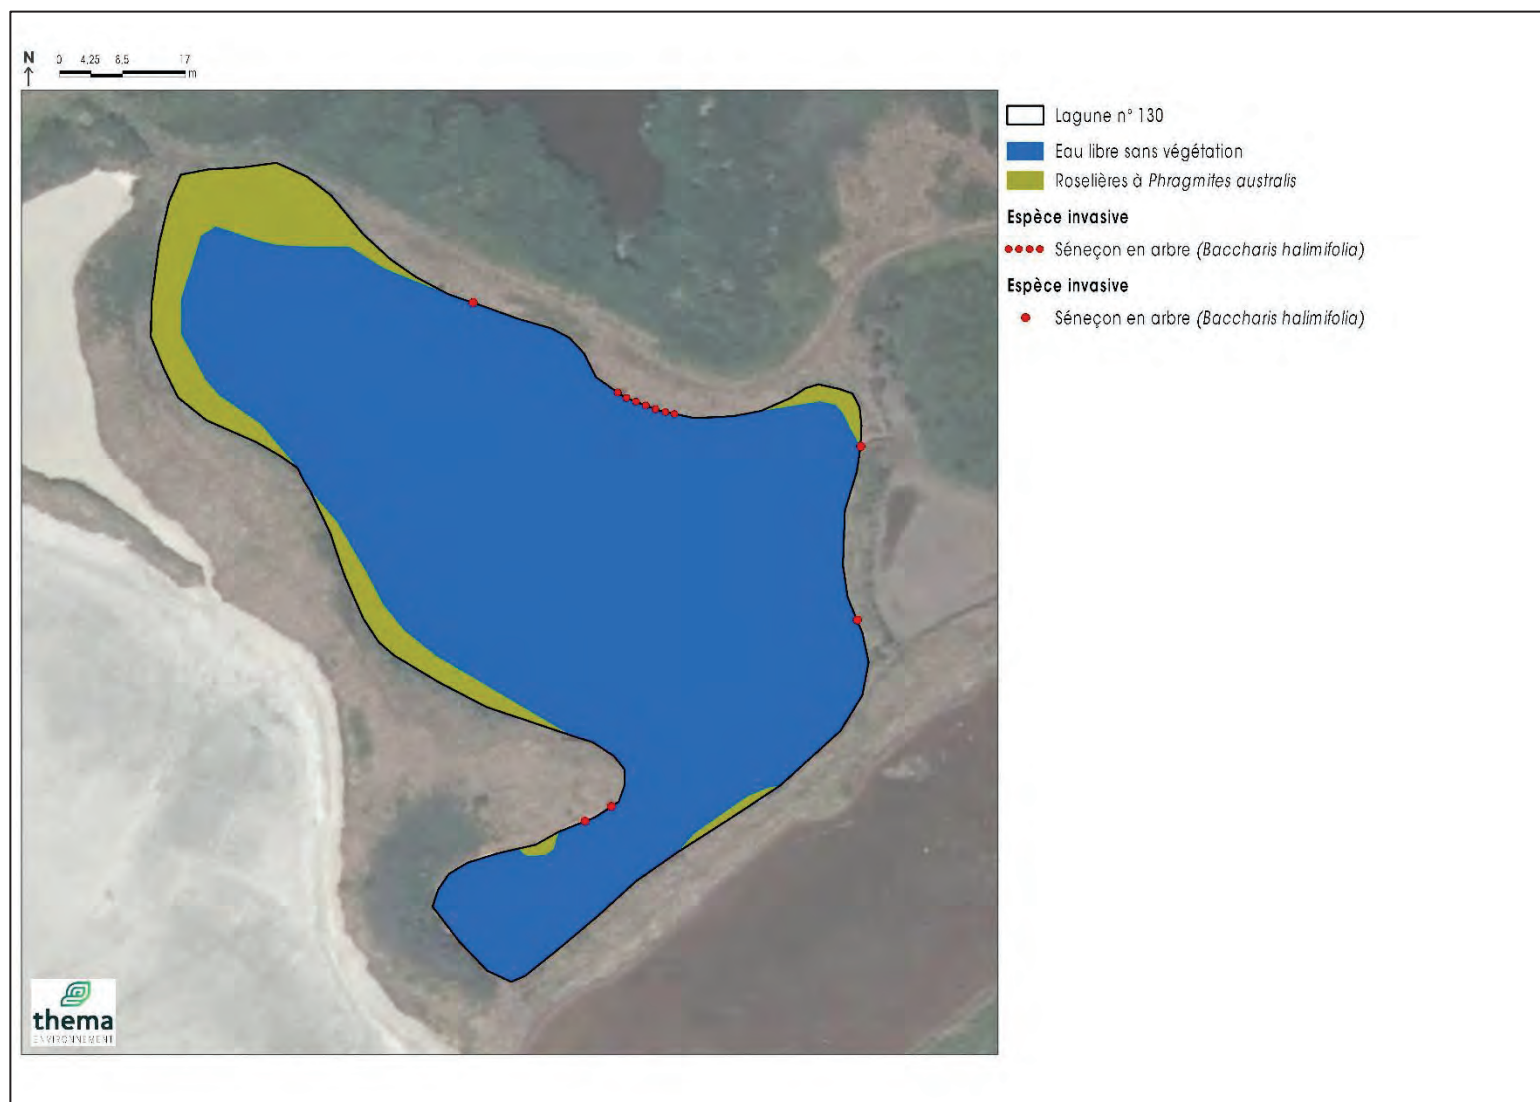 N 0 4,25 8,5 17
m
Lagune n° 130
Eau libre sans végétation
Roselières à Phragmites australis
Espèce invasive
Séneçon en arbre (Baccharis halimifolia)
Espèce invasive
Séneçon en arbre (Baccharis halimifolia)
thema
ENVIRONNEMENT